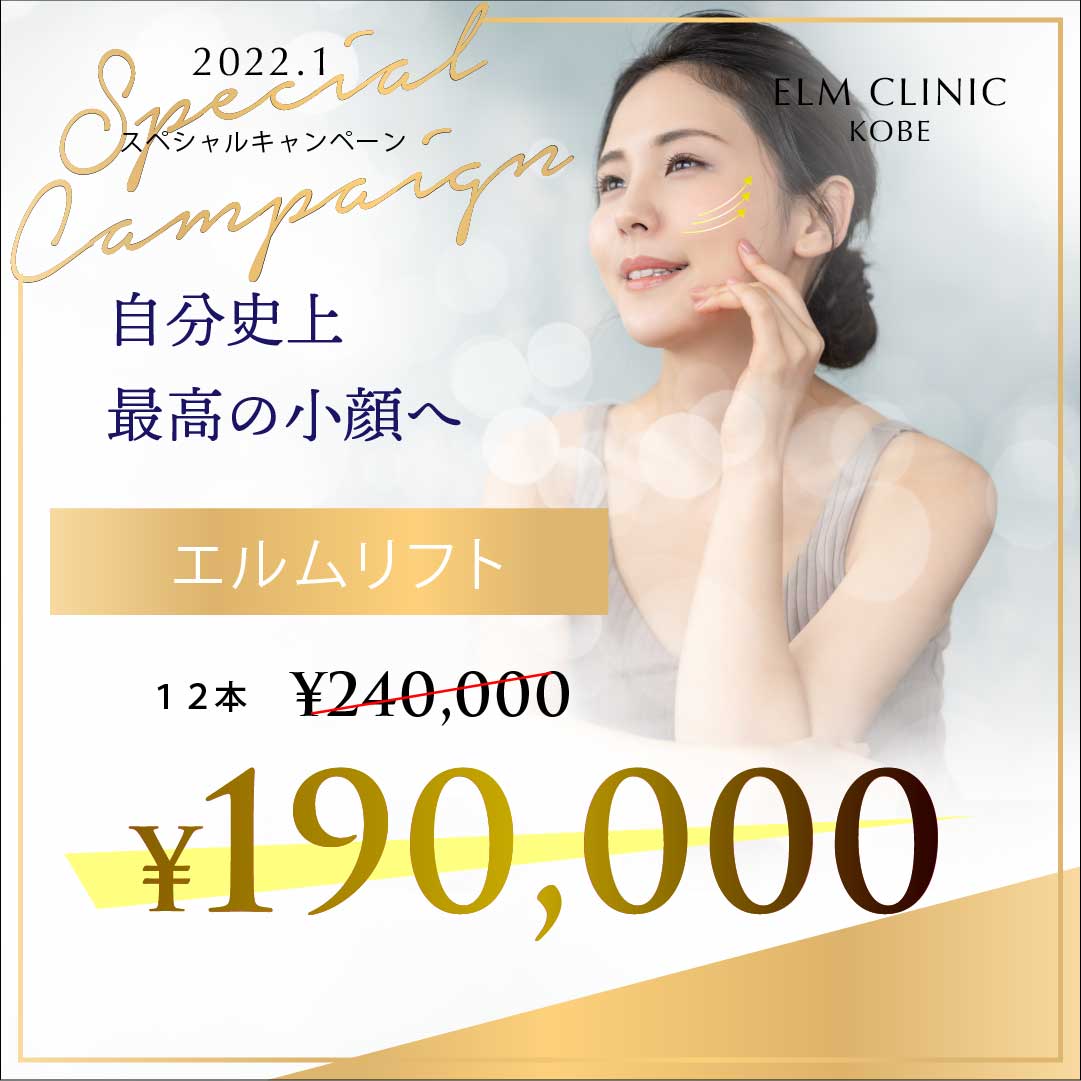 2022.1
Special
スペシャルキャンペーン
Campaign
ELM CLINIC
KOBE
自分史上
最高の小顔へ
エルムリフト
１２本 ¥240,000
¥190,000